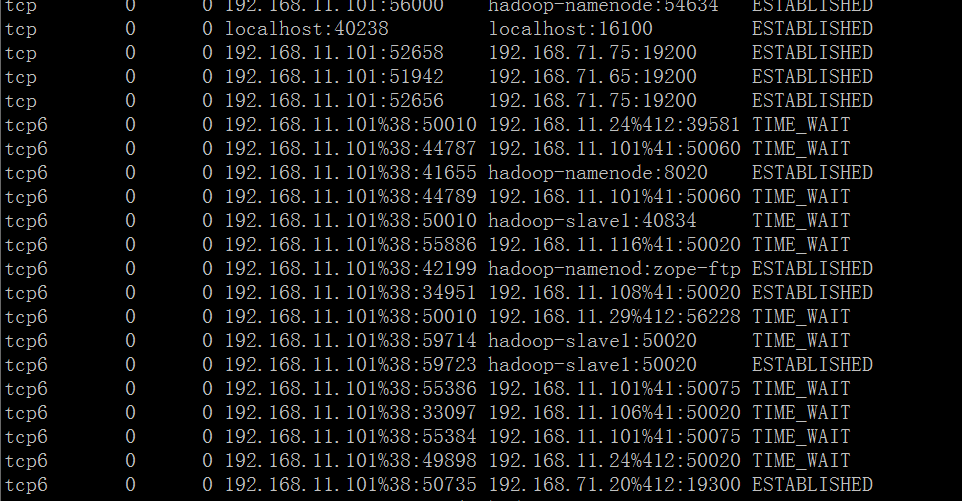 tcp 0 0 192.168.11.101:56000 hadoop-namenode:54634 ESTABLISHED
tcp 0 0 localhost:40238 localhost:16100 ESTABLISHED
tcp 0 0 192.168.11.101:52658 192.168.71.75:19200 ESTABLISHED
tcp 0 0 192.168.11.101:51942 192.168.71.65:19200 ESTABLISHED
tcp 0 0 192.168.11.101:52656 192.168.71.75:19200 ESTABLISHED
tcp6 0 0 192.168.11.101%38:50010 192.168.11.24%412:39581 TIME_WAIT
tcp6 0 0 192.168.11.101%38:44787 192.168.11.101%41:50060 TIME_WAIT
tcp6 0 0 192.168.11.101%38:41655 hadoop-namenode:8020 ESTABLISHED
tcp6 0 0 192.168.11.101%38:44789 192.168.11.101%41:50060 TIME_WAIT
tcp6 0 0 192.168.11.101%38:50010 hadoop-slave1:40834 TIME_WAIT
tcp6 0 0 192.168.11.101%38:55886 192.168.11.116%41:50020 TIME_WAIT
tcp6 0 0 192.168.11.101%38:42199 hadoop-namenod:zope-ftp ESTABLISHED
tcp6 0 0 192.168.11.101%38:34951 192.168.11.108%41:50020 ESTABLISHED
tcp6 0 0 192.168.11.101%38:50010 192.168.11.29%412:56228 TIME_WAIT
tcp6 0 0 192.168.11.101%38:59714 hadoop-slave1:50020 TIME_WAIT
tcp6 0 0 192.168.11.101%38:59723 hadoop-slave1:50020 ESTABLISHED
tcp6 0 0 192.168.11.101%38:55386 192.168.11.101%41:50075 TIME_WAIT
tcp6 0 0 192.168.11.101%38:33097 192.168.11.106%41:50020 TIME_WAIT
tcp6 0 0 192.168.11.101%38:55384 192.168.11.101%41:50075 TIME_WAIT
tcp6 0 0 192.168.11.101%38:49898 192.168.11.24%412:50020 TIME_WAIT
tcp6 0 0 192.168.11.101%38:50735 192.168.71.20%412:19300 ESTABLISHED